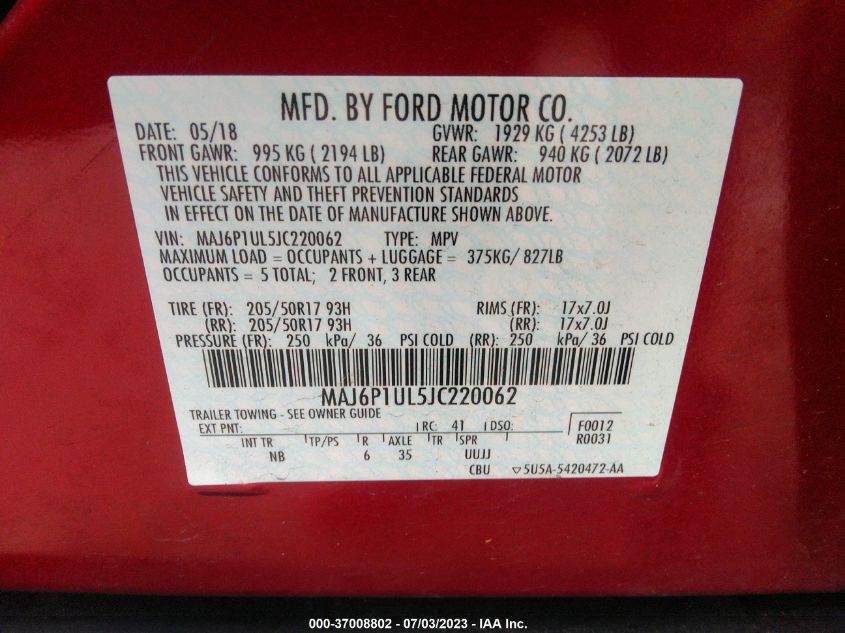 MFD. BY FORD MOTOR CO.
DATE: 05/18 GVWR: 1929 KG ( 4253 LB)
FRONT GAWR: 995 KG ( 2194 LB) REAR GAWR: 940 KG ( 2072 LB)
THIS VEHICLE CONFORMS TO ALL APPLICABLE FEDERAL MOTOR
VEHICLE SAFETY AND THEFT PREVENTION STANDARDS
IN EFFECT ON THE DATE OF MANUFACTURE SHOWN ABOVE.
VIN: MAJ6P1UL5JC220062 TYPE: MPV
MAXIMUM LOAD = OCCUPANTS + LUGGAGE = 375KG/ 827LB
OCCUPANTS = 5 TOTAL; 2 FRONT, 3 REAR
TIRE (FR): 205/50R17 93H RIMS (FR): 17x7.0J
(RR): 205/50R17 93H (RR): 17x7.0J
PRESSURE (FR): 250 kPa/ 36 PSI COLD (RR): 250 kPa/ 36 PSI COLD
MAJ6P1UL5JC220062
TRAILER TOWING - SEE OWNER GUIDE
EXT PNT: RC: 41 DSO: F0012
R0031
INT TR TP/PS R AXLE TR SPR
NB 6 35 UUJJ
CBU 5U5A-5420472-AA
000-37008802 - 07/03/2023 - IAA Inc.